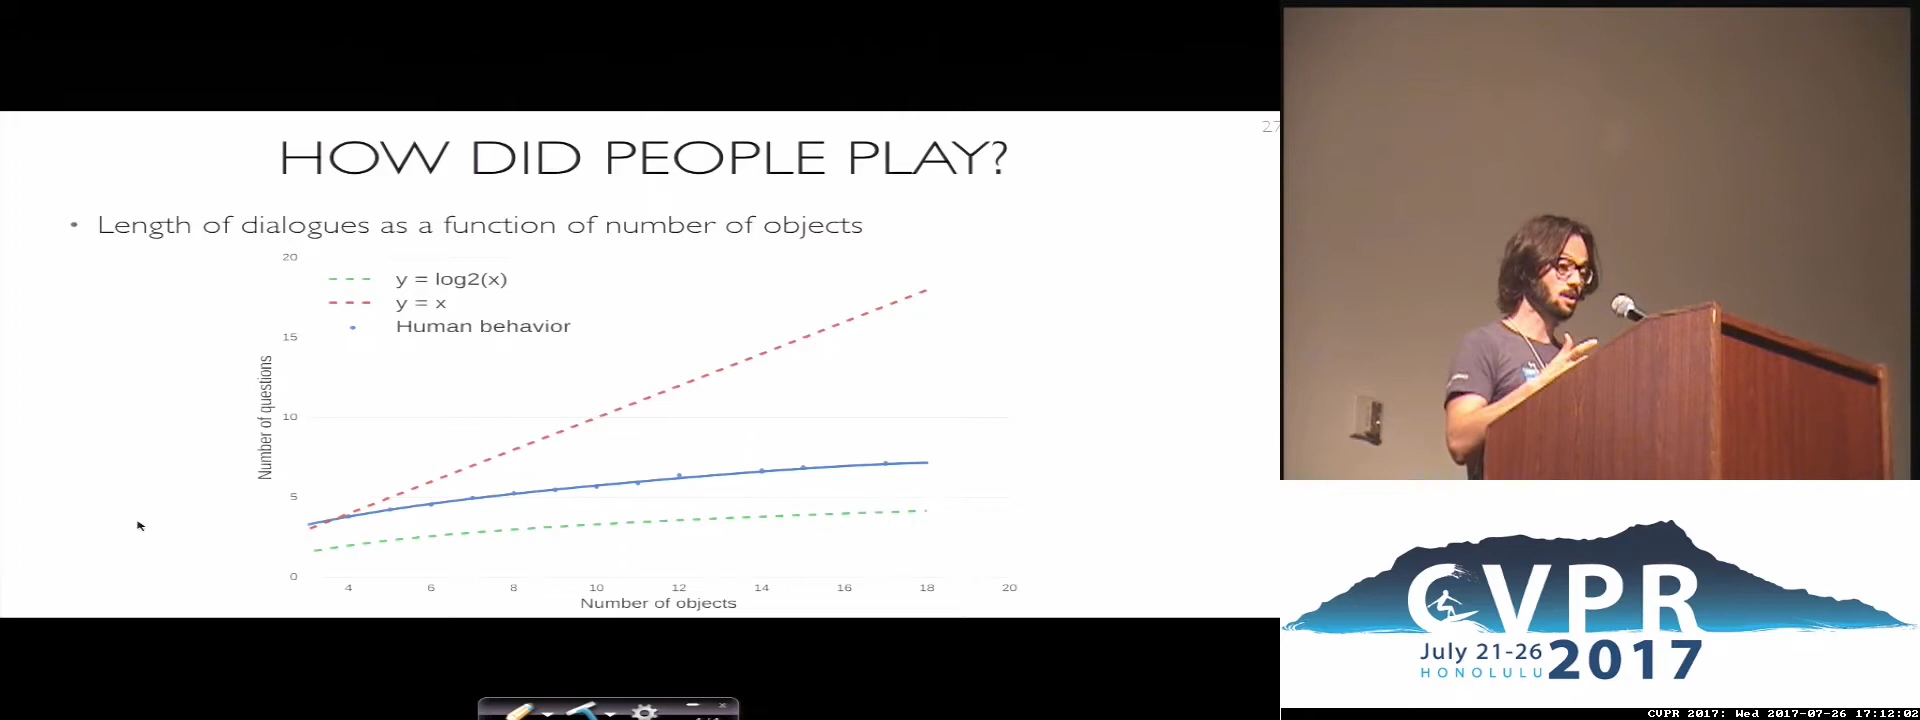 27
HOW DID PEOPLE PLAY?
• Length of dialogues as a function of number of objects
20
15
10
5
0
Number of questions
y = log2(x)
y = x
Human behavior
4 6 8 10 12 14 16 18 20
Number of objects
CVPR
July 21-26
HONOLULU
2017
CVPR 2017: Wed 2017-07-26 17:12:02